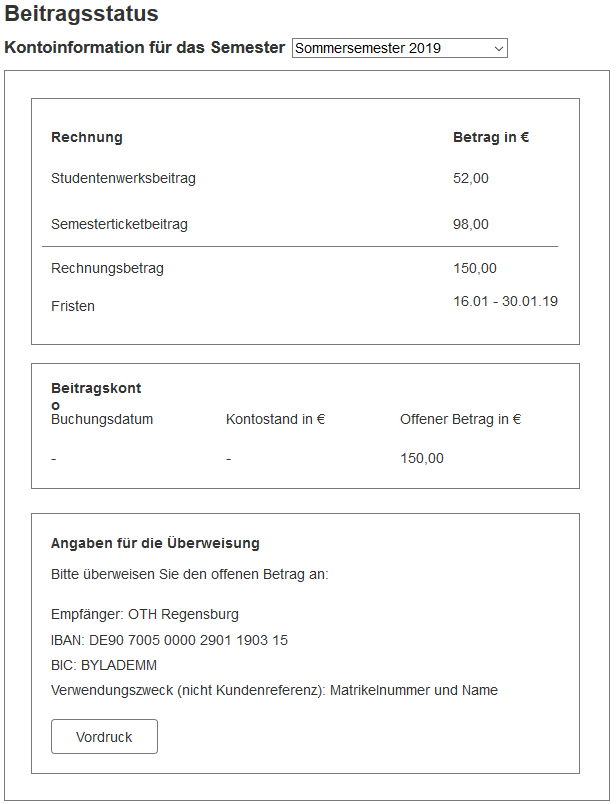 Beitragsstatus
Kontoinformation für das Semester Sommersemester 2019
Rechnung Betrag in €
Studentenwerksbeitrag 52,00
Semesterticketbeitrag 98,00
Rechnungsbetrag 150,00
Fristen 16.01 - 30.01.19
Beitragskont
o
Buchungsdatum Kontostand in € Offener Betrag in €
- - 150,00
Angaben für die Überweisung
Bitte überweisen Sie den offenen Betrag an:
Empfänger: OTH Regensburg
IBAN: DE90 7005 0000 2901 1903 15
BIC: BYLADEMM
Verwendungszweck (nicht Kundenreferenz): Matrikelnummer und Name
Vordruck